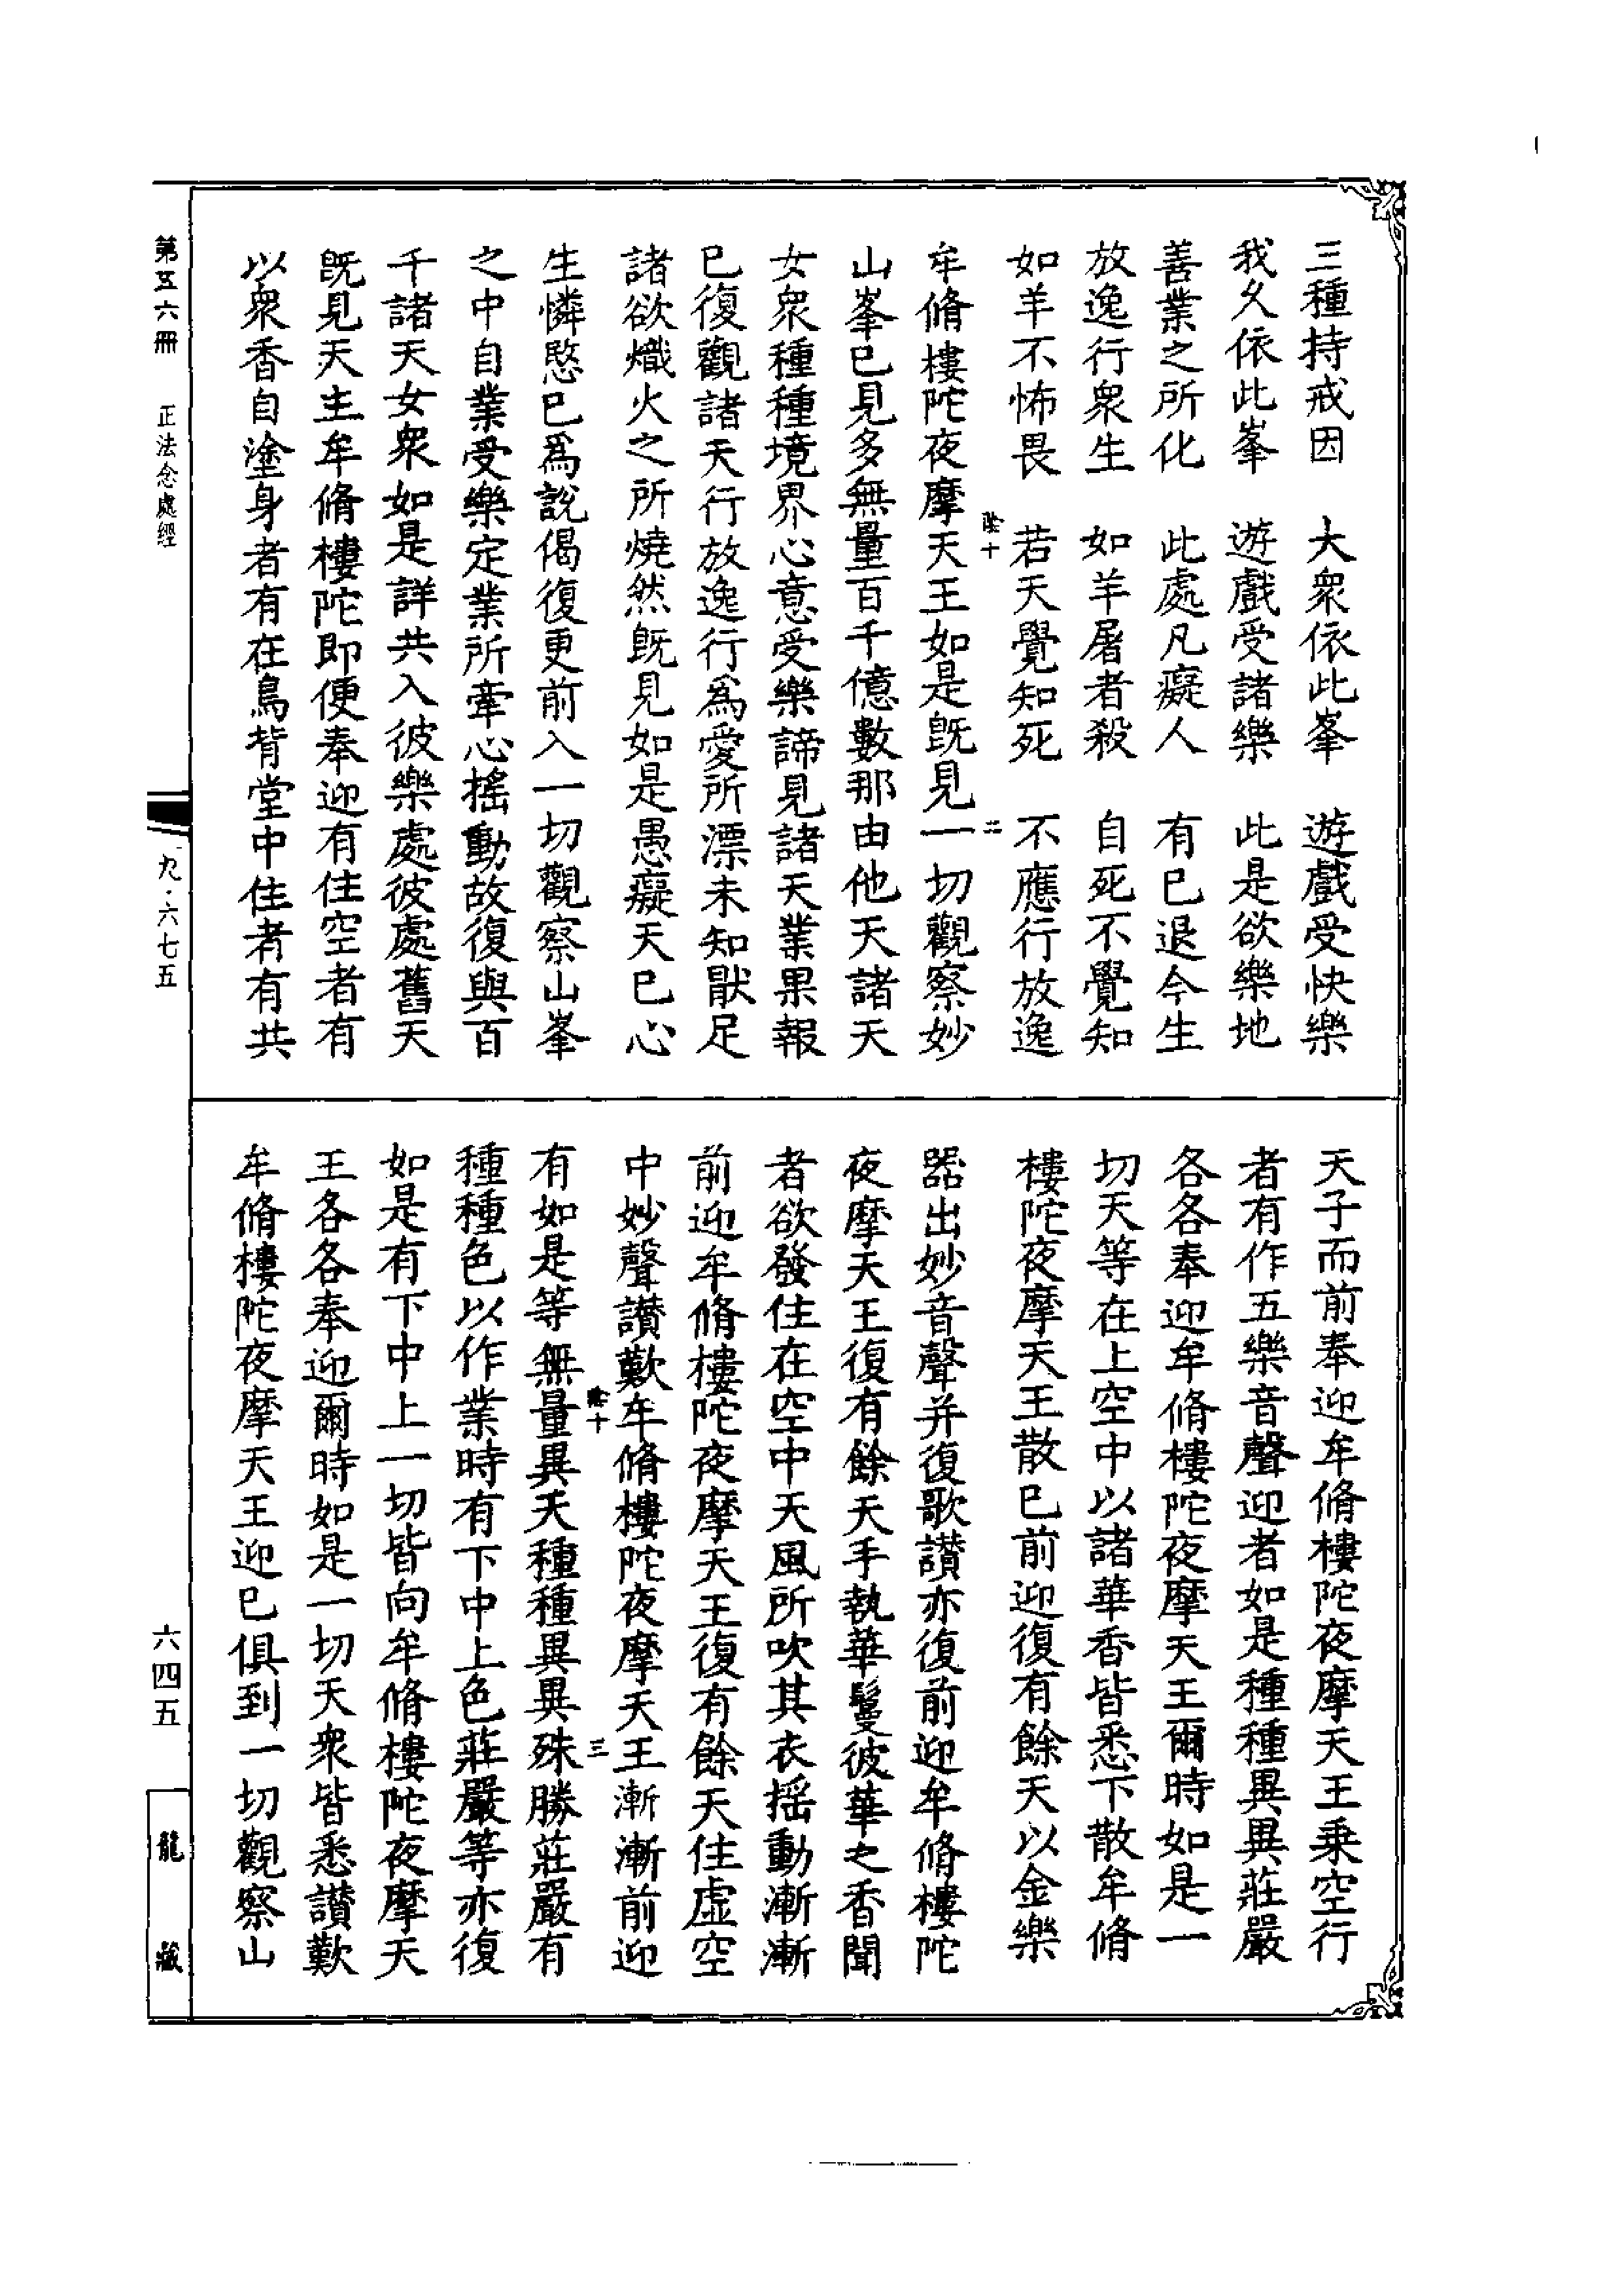 三種持戒因　大衆依此峯　遊戲受快樂
我久依此峯　遊戲受諸樂　此是欲樂地
善業之所化　此處凡癡人　有已退今生
放逸行衆生　如羊屠者殺　自死不覺知
如羊不怖畏　若天覺知死　不應行放逸
陰十　二
牟脩樓陀夜摩天王如是既見一切觀察妙
山峯已見多無量百千億數那由他天諸天
女衆種種境界心意受樂諦見諸天業果報
已復觀諸天行放逸行爲愛所漂未知猒足
諸欲熾火之所燒然既見如是愚癡天已心
生憐愍已爲說偈復更前入一切觀察山峯
之中自業受樂定業所牽心搖動故復與百
千諸天女衆如是詳共入彼樂處彼處舊天
既見天主牟脩樓陀即便奉迎有住空者有
以衆香自塗身者有在鳥背堂中住者有共
天子而前奉迎牟脩樓陀夜摩天王乘空行
者有作五樂音聲迎者如是種種異異莊嚴
各各奉迎牟脩樓陀夜摩天王爾時如是一
切天等在上空中以諸華香皆悉下散牟脩
樓陀夜摩天王散已前迎復有餘天以金樂
器出妙音聲并復歌讃亦復前迎牟脩樓陀
夜摩天王復有餘天手執華鬘彼華之香聞
者欲發住在空中天風所吹其衣搖動漸漸
前迎牟脩樓陀夜摩天王復有餘天住虛空
中妙聲讃歎牟脩樓陀夜摩天王漸漸前迎
陰十　三
有如是等無量異天種種異異殊勝莊嚴有
種種色以作業時有下中上色莊嚴等亦復
如是有下中上一切皆向牟脩樓陀夜摩天
王各各奉迎爾時如是一切天衆皆悉讃歎
牟脩樓陀夜摩天王迎已俱到一切觀察山
第五六冊　正法念處經
九·六七五
六四五
龍藏